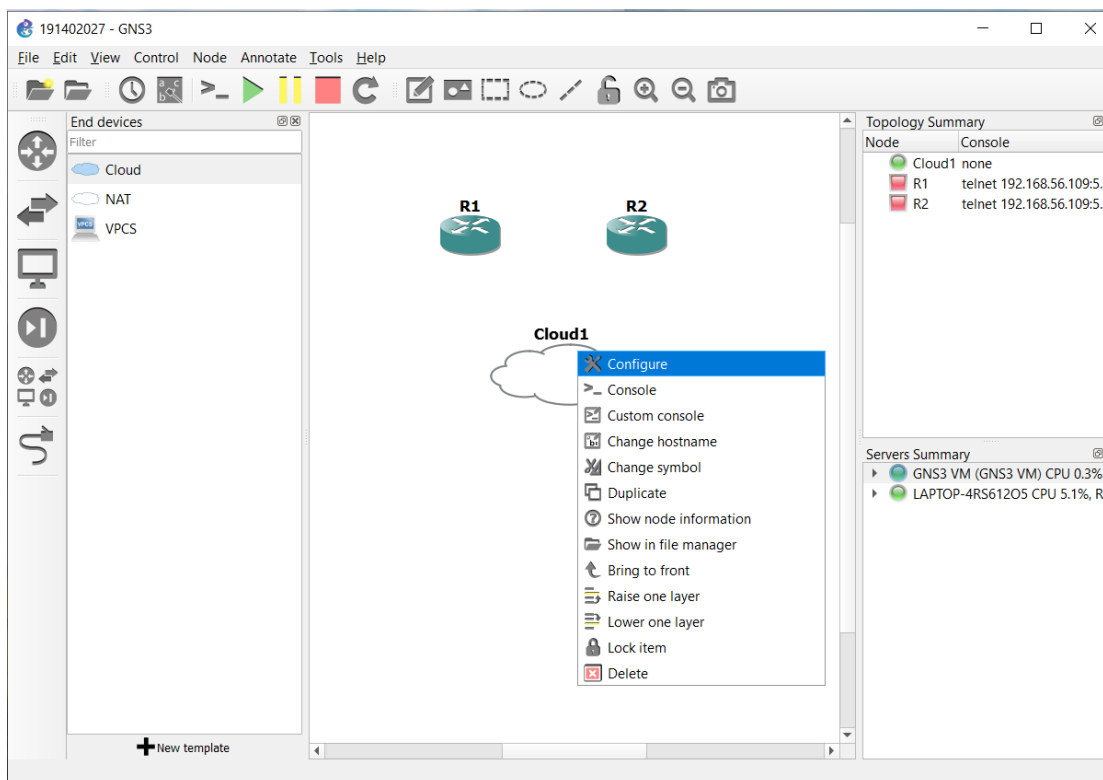 191402027 - GNS3
File Edit View Control Node Annotate Tools Help
End devices
Filter
Cloud
NAT
VPCS
New template
R1
R2
Cloud1
Configure
Console
Custom console
Change hostname
Change symbol
Duplicate
Show node information
Show in file manager
Bring to front
Raise one layer
Lower one layer
Lock item
Delete
Topology Summary
Node Console
Cloud1 none
R1 telnet 192.168.56.109:5.
R2 telnet 192.168.56.109:5.
Servers Summary
GNS3 VM (GNS3 VM) CPU 0.3%
LAPTOP-4RS612O5 CPU 5.1%, R